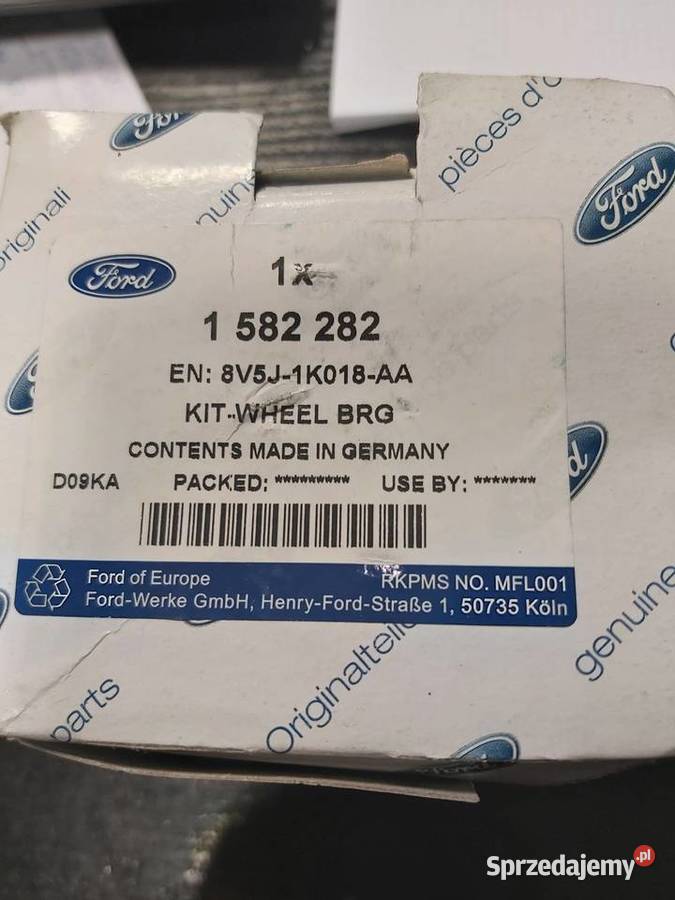 pièces d'o
Ford
originali
nuine
Ford
Ford
1x
1 582 282
EN: 8V5J-1K018-AA
KIT-WHEEL BRG
CONTENTS MADE IN GERMANY
D09KA PACKED: ********* USE BY: *******
Ford of Europe RKPMS NO. MFL001
Ford-Werke GmbH, Henry-Ford-Straße 1, 50735 Köln
genuine
Originalteile
parts
Ford
Sprzedajemy.pl